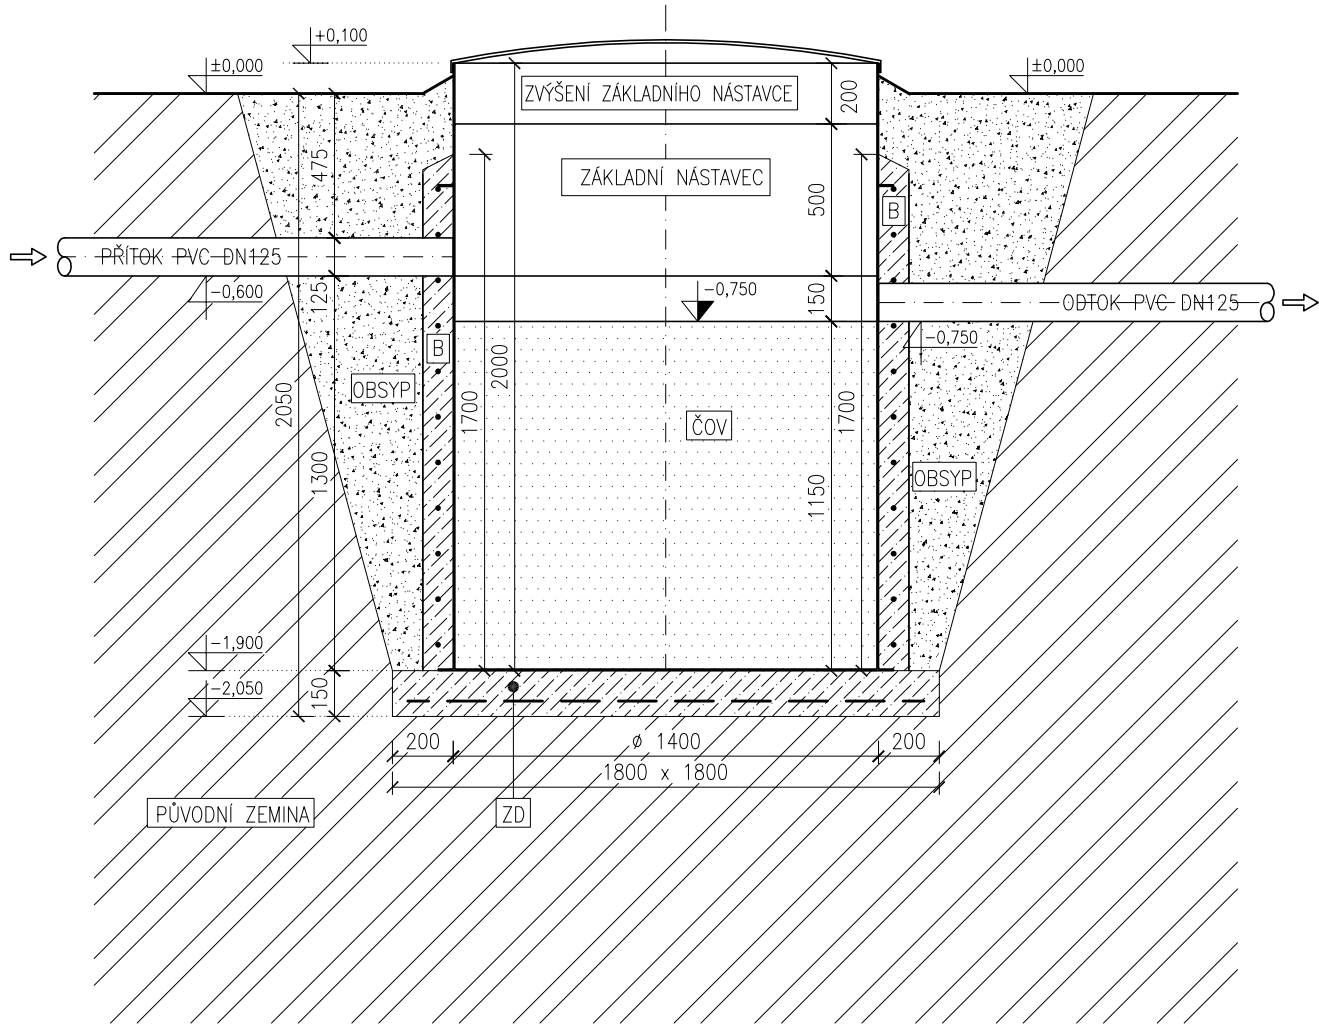 +0,100
±0,000
±0,000
ZVÝŠENÍ ZÁKLADNÍHO NÁSTAVCE
200
475
ZÁKLADNÍ NÁSTAVEC
500
B
PŘÍTOK PVC DN125
-0,600
125
-0,750
150
ODTOK PVC DN125
-0,750
B
2000
OBSYP
2050
1700
1700
ČOV
1300
1150
OBSYP
-1,900
-2,050
150
200
ø 1400
200
1800 x 1800
PŮVODNÍ ZEMINA
ZD